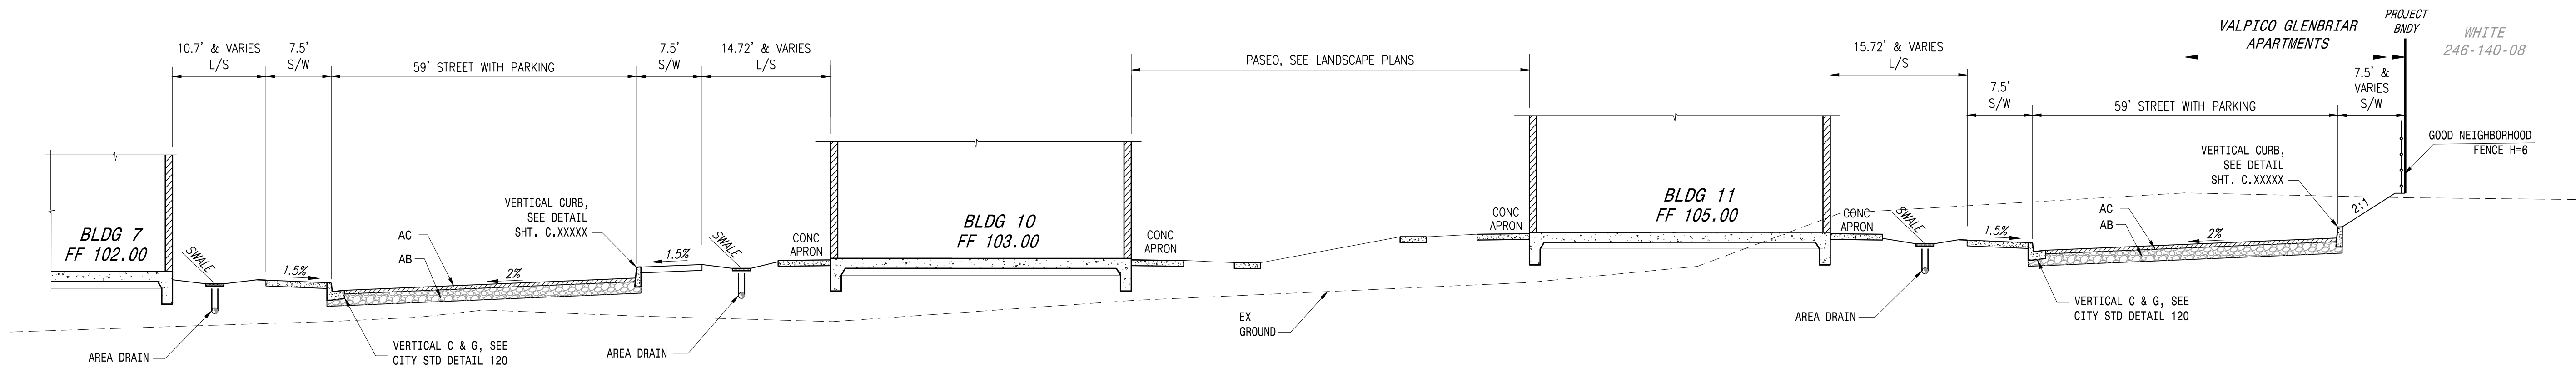 10.7' & VARIES
L/S
7.5'
S/W
59' STREET WITH PARKING
7.5'
S/W
14.72' & VARIES
L/S
PASEO, SEE LANDSCAPE PLANS
15.72' & VARIES
L/S
7.5'
S/W
59' STREET WITH PARKING
VALPICO GLENBRIAR
APARTMENTS
PROJECT
BNDY
WHITE
246-140-08
7.5' &
VARIES
S/W
GOOD NEIGHBORHOOD
FENCE H=6'
BLDG 7
FF 102.00
SWALE
1.5%
AC
AB
2%
VERTICAL CURB,
SEE DETAIL
SHT. C.XXXXX
1.5%
SWALE
CONC
APRON
BLDG 10
FF 103.00
CONC
APRON
EX
GROUND
CONC
APRON
BLDG 11
FF 105.00
CONC
APRON
SWALE
1.5%
AC
AB
2%
VERTICAL CURB,
SEE DETAIL
SHT. C.XXXXX
2:1
AREA DRAIN
VERTICAL C & G, SEE
CITY STD DETAIL 120
AREA DRAIN
AREA DRAIN
VERTICAL C & G, SEE
CITY STD DETAIL 120